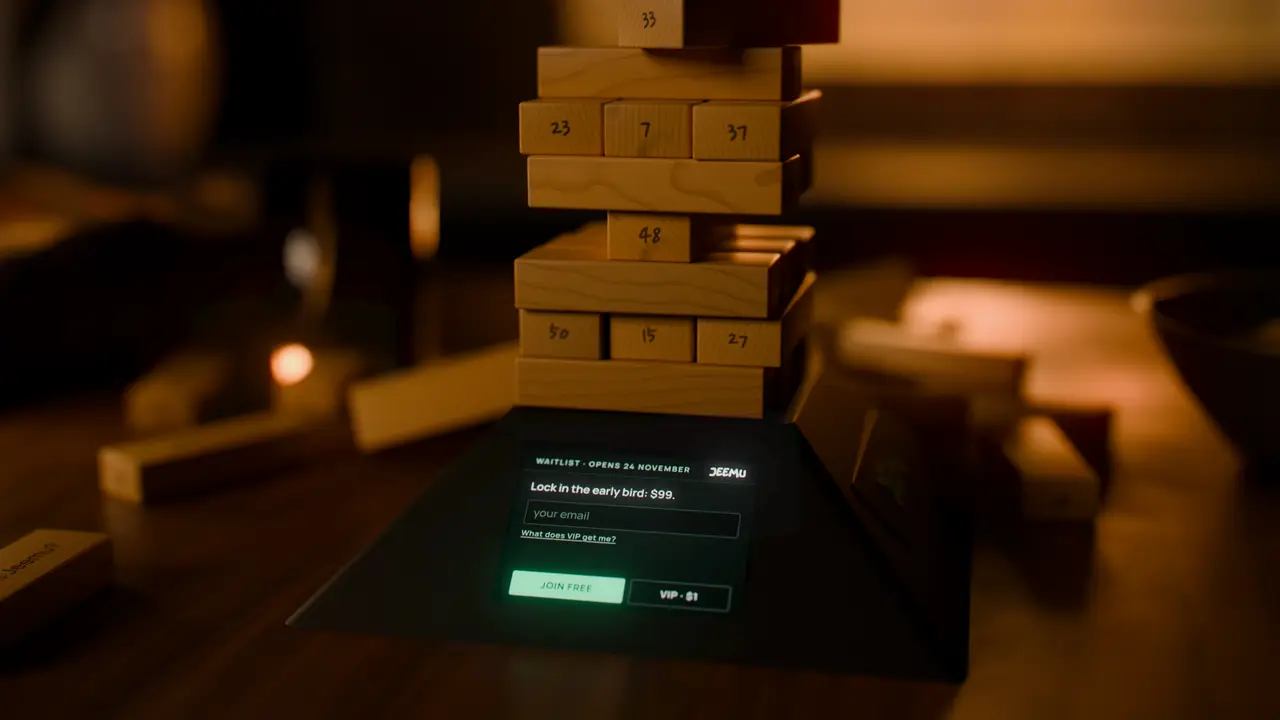 33
23 7 37
48
50 15 27
WAITLIST · OPENS 24 NOVEMBER JEEMU
Lock in the early bird: $99.
your email
What does VIP get me?
JOIN FREE VIP · $1
Jeemu?